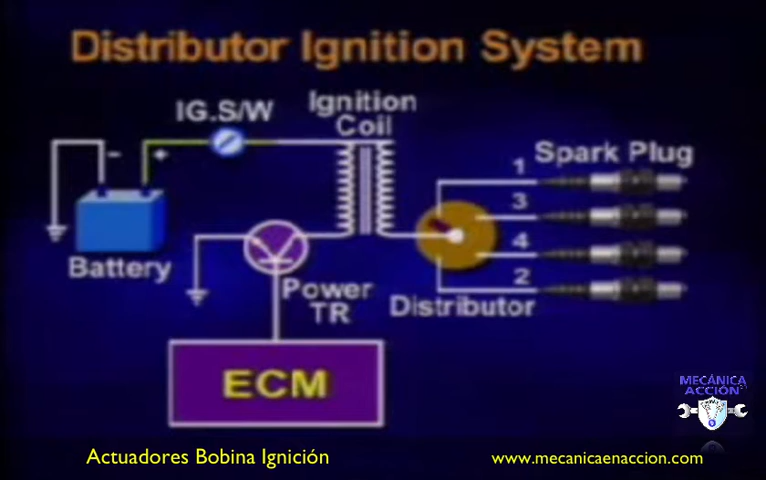 Distributor Ignition System
IG.S/W
Ignition
Coil
Spark Plug
1
3
4
2
- +
Battery
Power
TR
Distributor
ECM
MECÁNICA
ACCIÓN
Actuadores Bobina Ignición
www.mecanicaenaccion.com